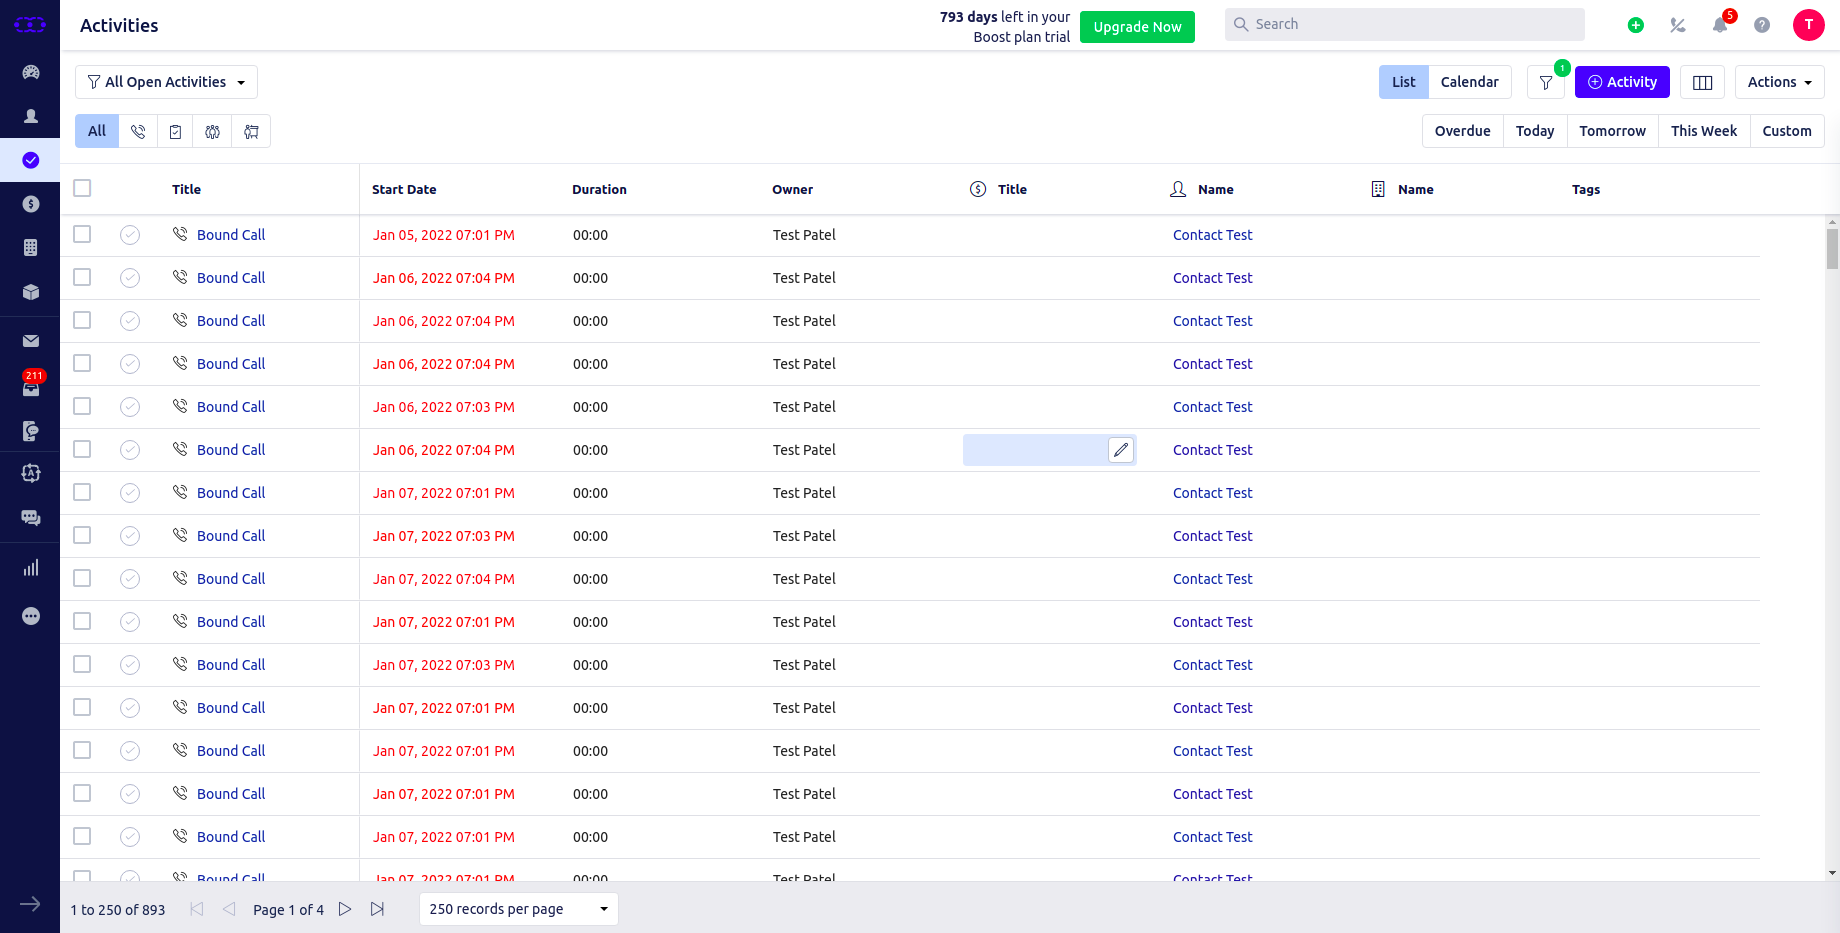 Activities
793 days left in your
Boost plan trial
Upgrade Now
Search
5
T
All Open Activities
List
Calendar
1
Activity
Actions
All
Overdue
Today
Tomorrow
This Week
Custom
Title
Start Date
Duration
Owner
Title
Name
Name
Tags
Bound Call Jan 05, 2022 07:01 PM 00:00 Test Patel Contact Test
Bound Call Jan 06, 2022 07:04 PM 00:00 Test Patel Contact Test
Bound Call Jan 06, 2022 07:04 PM 00:00 Test Patel Contact Test
Bound Call Jan 06, 2022 07:04 PM 00:00 Test Patel Contact Test
211
Bound Call Jan 06, 2022 07:03 PM 00:00 Test Patel Contact Test
Bound Call Jan 06, 2022 07:04 PM 00:00 Test Patel Contact Test
Bound Call Jan 07, 2022 07:01 PM 00:00 Test Patel Contact Test
Bound Call Jan 07, 2022 07:03 PM 00:00 Test Patel Contact Test
Bound Call Jan 07, 2022 07:04 PM 00:00 Test Patel Contact Test
Bound Call Jan 07, 2022 07:01 PM 00:00 Test Patel Contact Test
Bound Call Jan 07, 2022 07:03 PM 00:00 Test Patel Contact Test
Bound Call Jan 07, 2022 07:01 PM 00:00 Test Patel Contact Test
Bound Call Jan 07, 2022 07:01 PM 00:00 Test Patel Contact Test
Bound Call Jan 07, 2022 07:01 PM 00:00 Test Patel Contact Test
Bound Call Jan 07, 2022 07:01 PM 00:00 Test Patel Contact Test
Bound Call Jan 07, 2022 07:01 PM 00:00 Test Patel Contact Test
1 to 250 of 893
Page 1 of 4
250 records per page